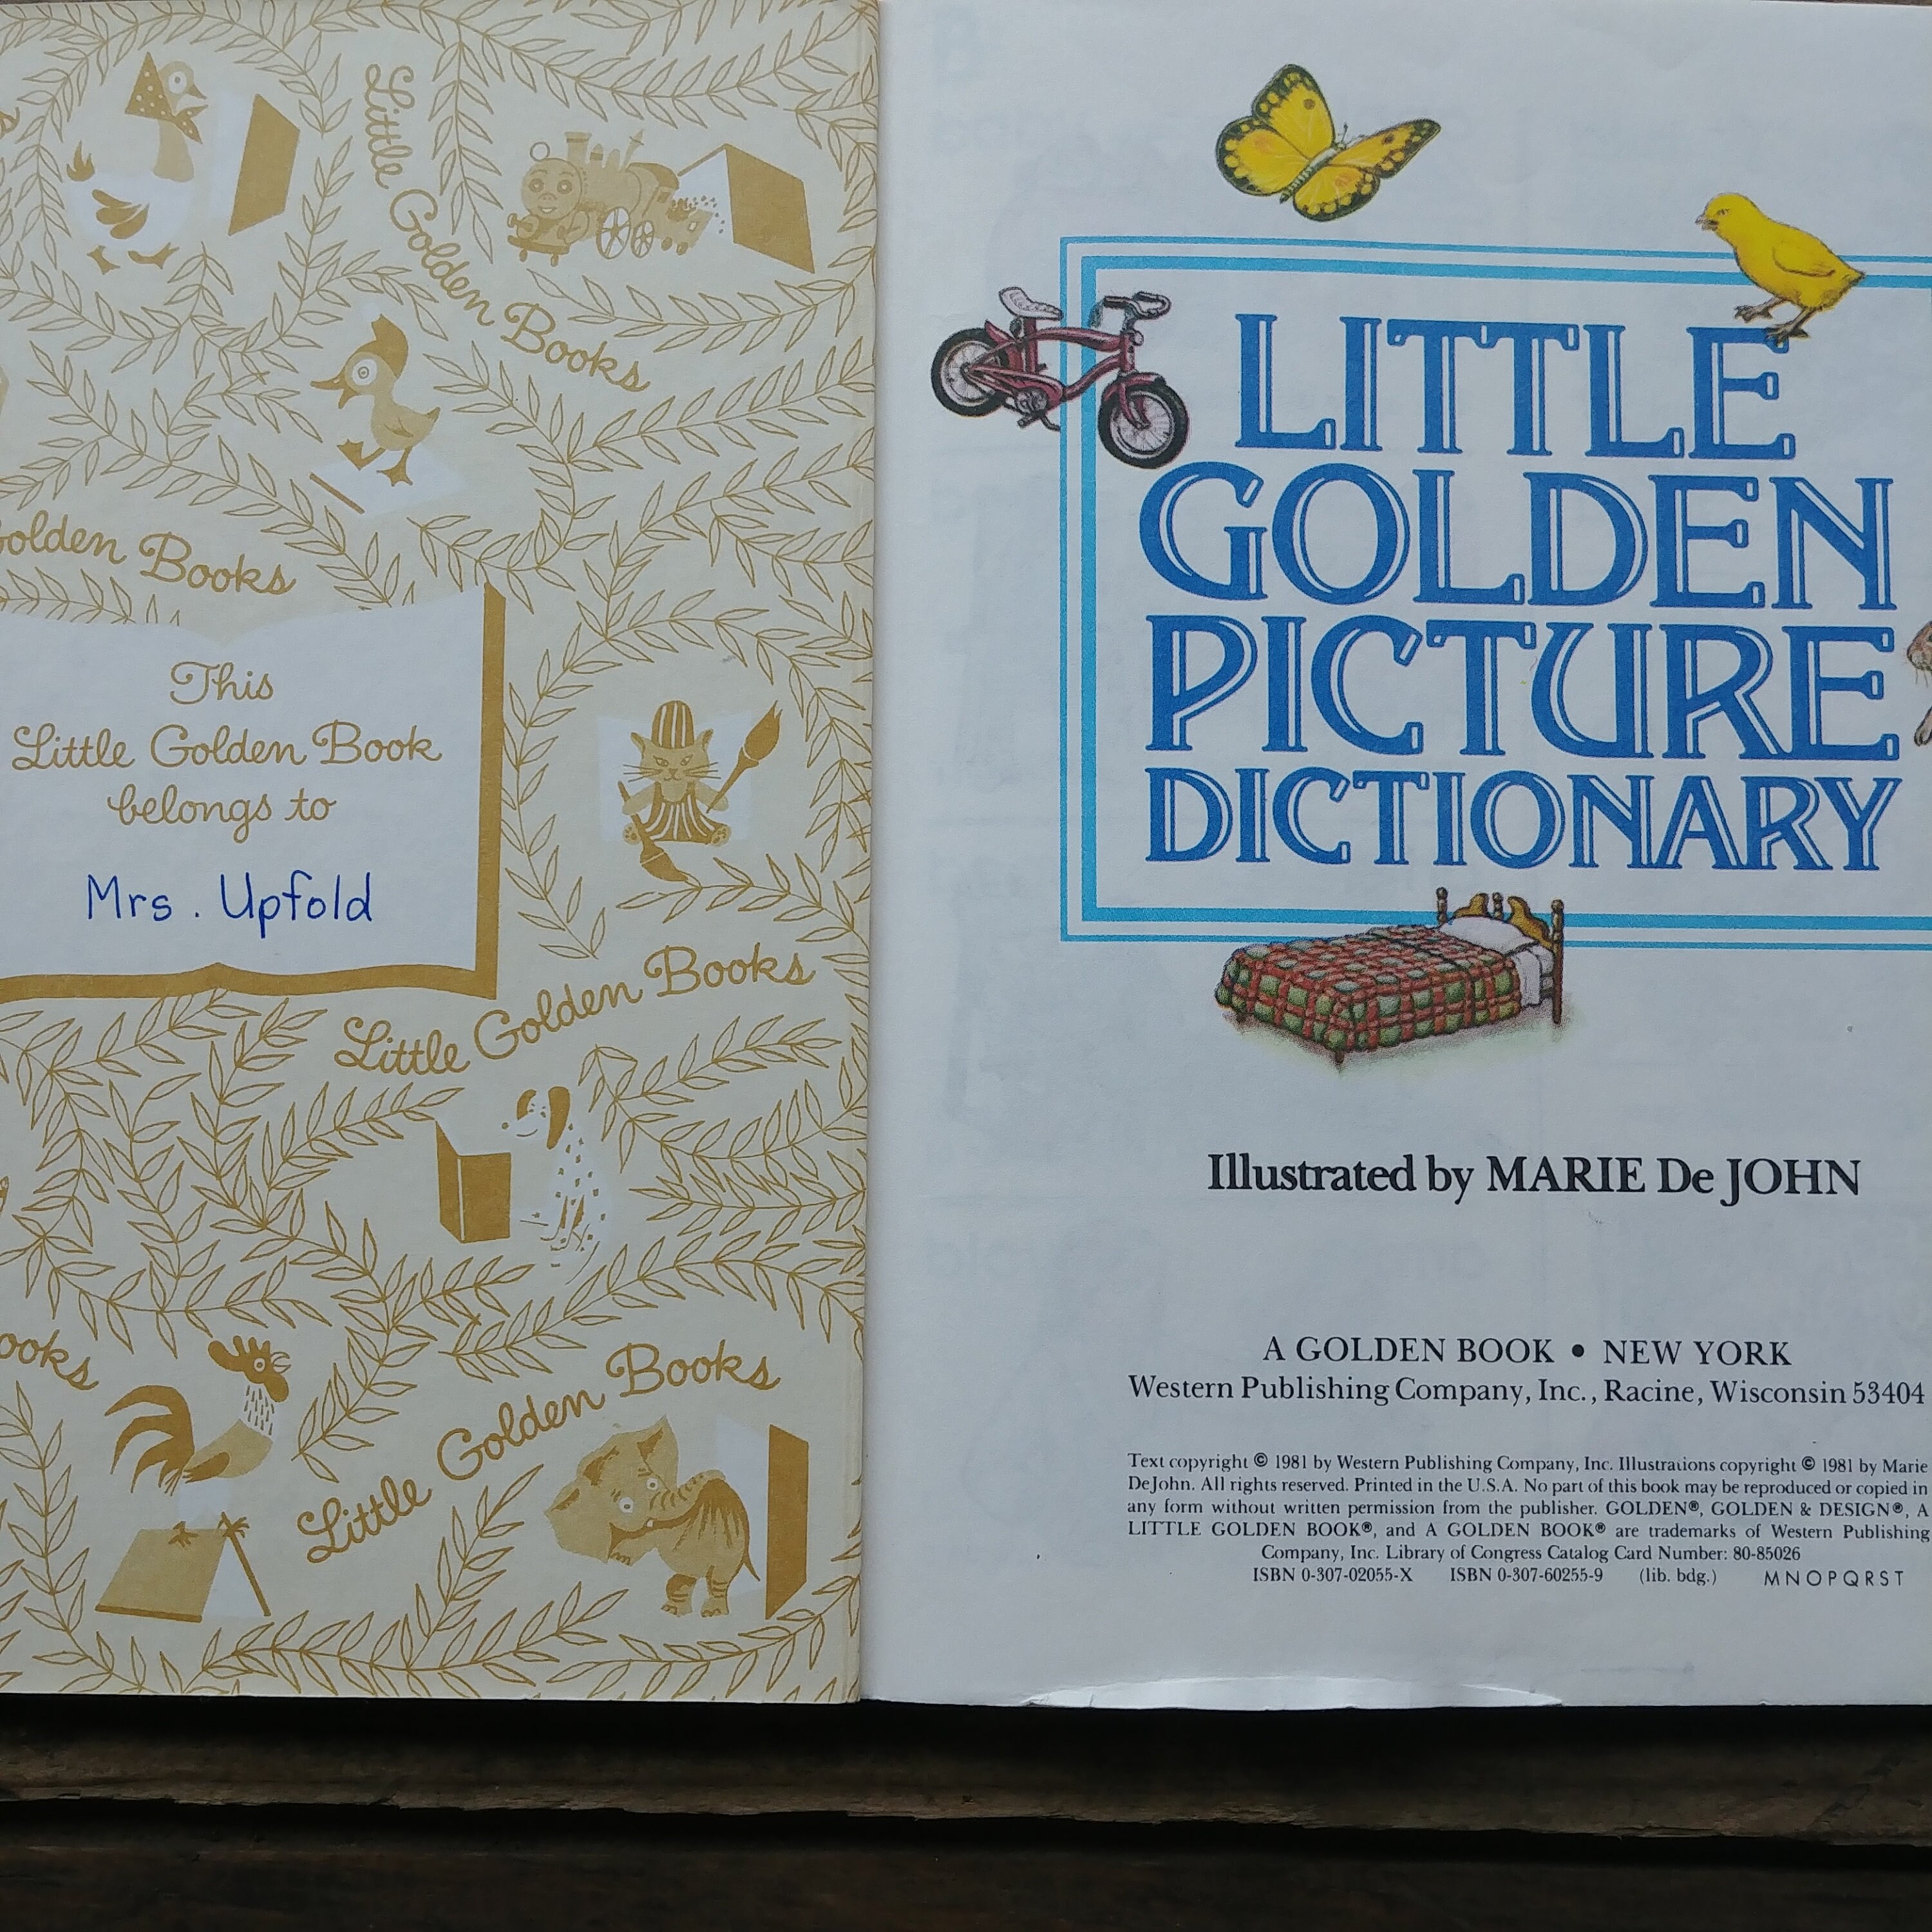 Little Golden Books
Golden Books
This
Little Golden Book
belongs to
Mrs. Upfold
Little Golden Books
Books
Little Golden Books
LITTLE
GOLDEN
PICTURE
DICTIONARY
Illustrated by MARIE De JOHN
A GOLDEN BOOK • NEW YORK
Western Publishing Company, Inc., Racine, Wisconsin 53404
Text copyright © 1981 by Western Publishing Company, Inc. Illustrations copyright © 1981 by Marie
DeJohn. All rights reserved. Printed in the U.S.A. No part of this book may be reproduced or copied in
any form without written permission from the publisher. GOLDEN®, GOLDEN & DESIGN®, A
LITTLE GOLDEN BOOK®, and A GOLDEN BOOK® are trademarks of Western Publishing
Company, Inc. Library of Congress Catalog Card Number: 80-85026
ISBN 0-307-02055-X ISBN 0-307-60255-9 (lib. bdg.) MNOPQRST